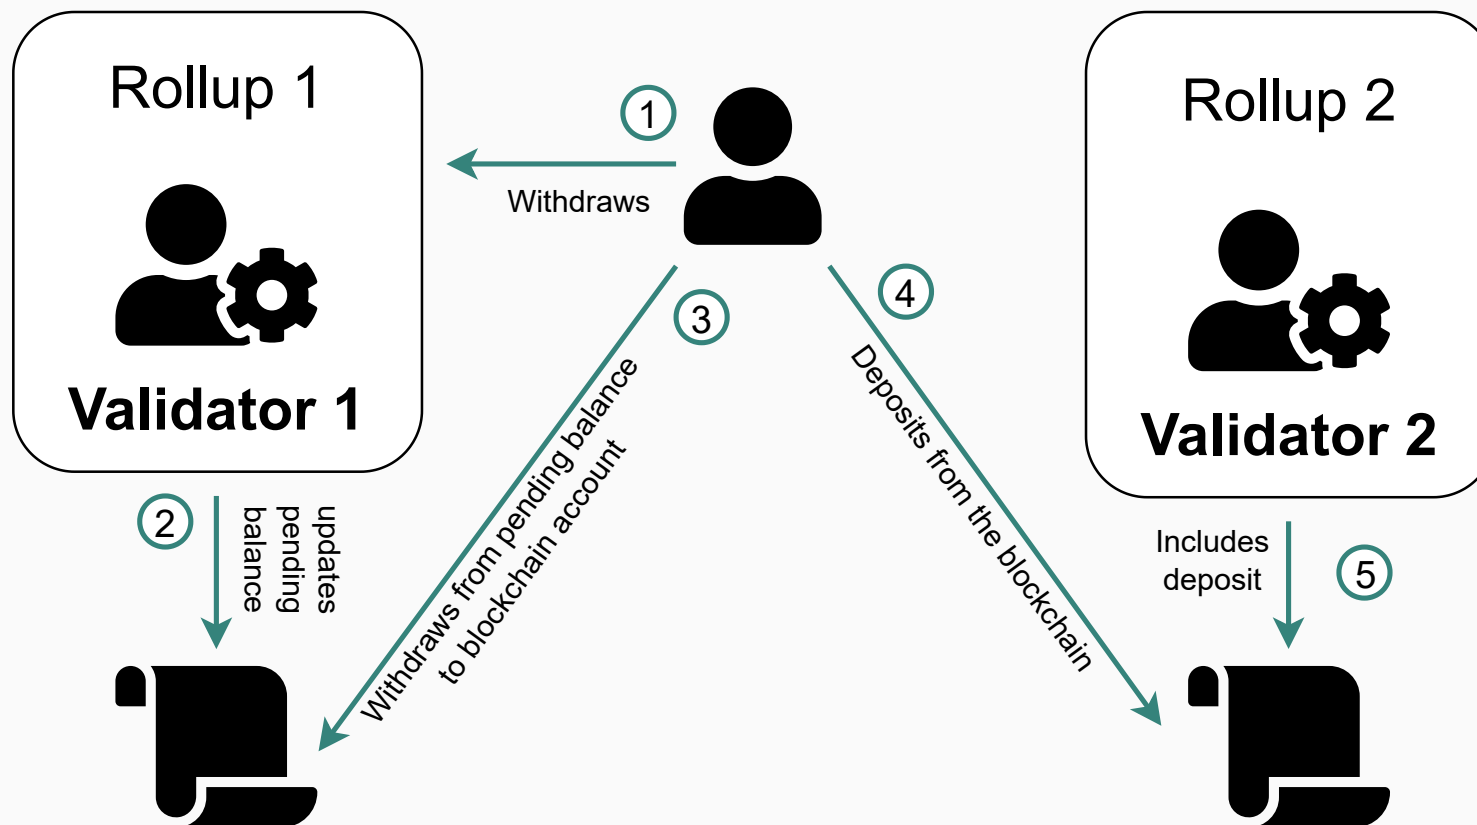 Rollup 1
Validator 1
1
Withdraws
2
updates
pending
balance
3
Withdraws from pending balance
to blockchain account
4
Deposits from the blockchain
Rollup 2
Validator 2
Includes
deposit
5